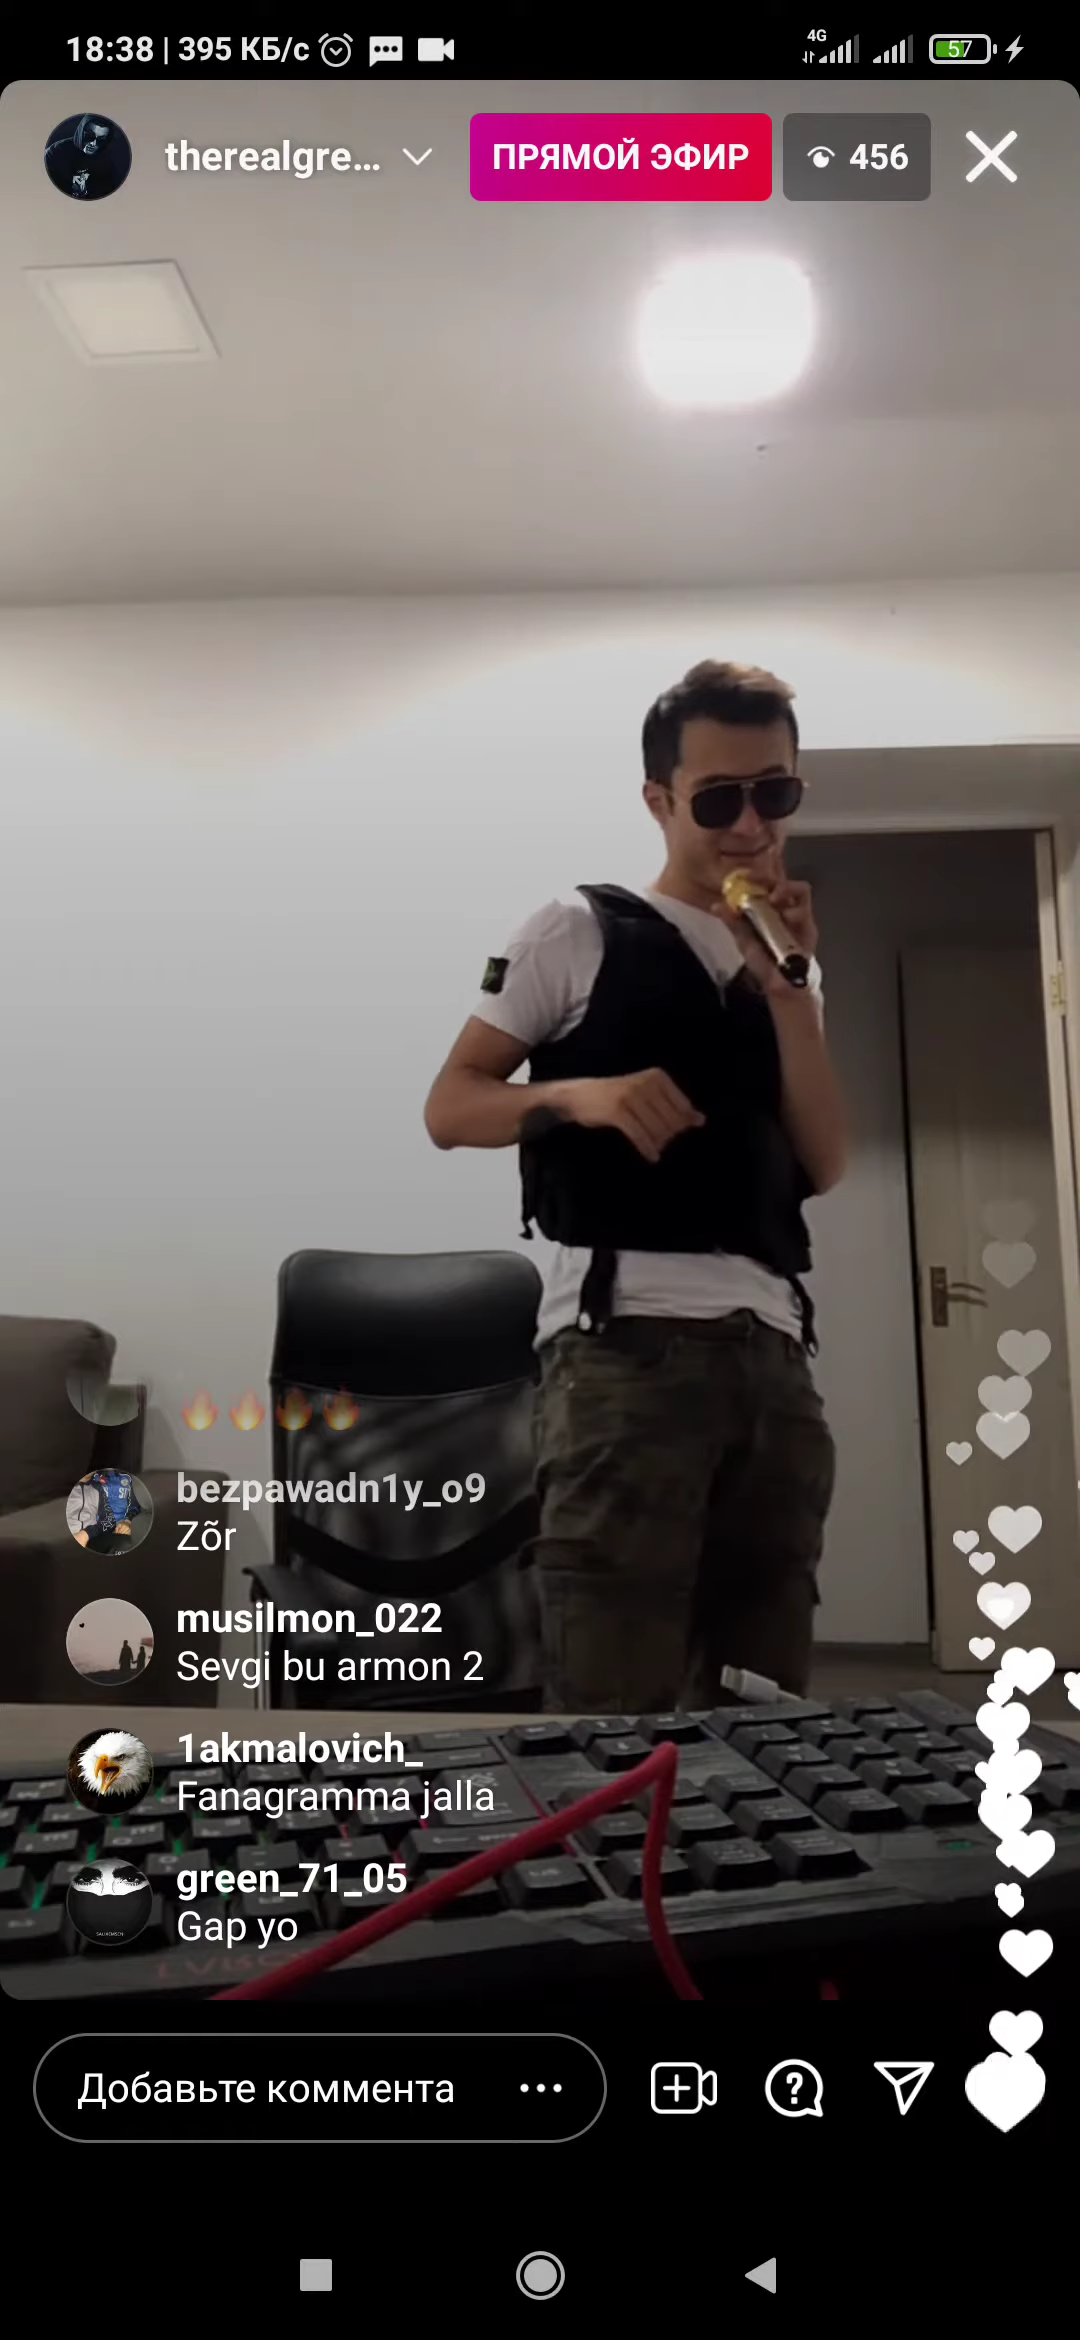 18:38 | 395 КБ/с
4G
57
therealgre...
ПРЯМОЙ ЭФИР
456
bezpawadn1y_o9
Zõr
musilmon_022
Sevgi bu armon 2
1akmalovich_
Fanagramma jalla
green_71_05
Gap yo
Добавьте коммента